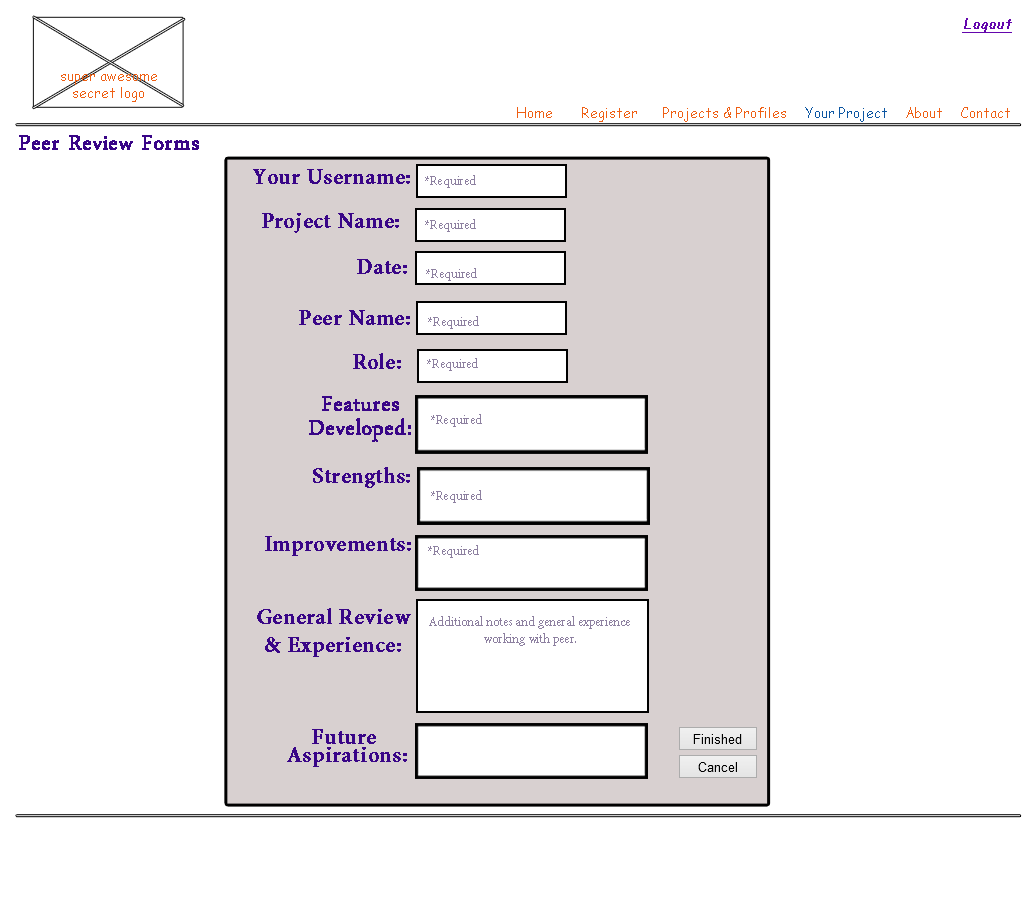 Logout
super awesome
secret logo
Home Register Projects & Profiles Your Project About Contact
Peer Review Forms
Your Username: *Required
Project Name: *Required
Date: *Required
Peer Name: *Required
Role: *Required
Features
Developed: *Required
Strengths: *Required
Improvements: *Required
General Review
& Experience:
Additional notes and general experience
working with peer.
Future
Aspirations:
Finished
Cancel